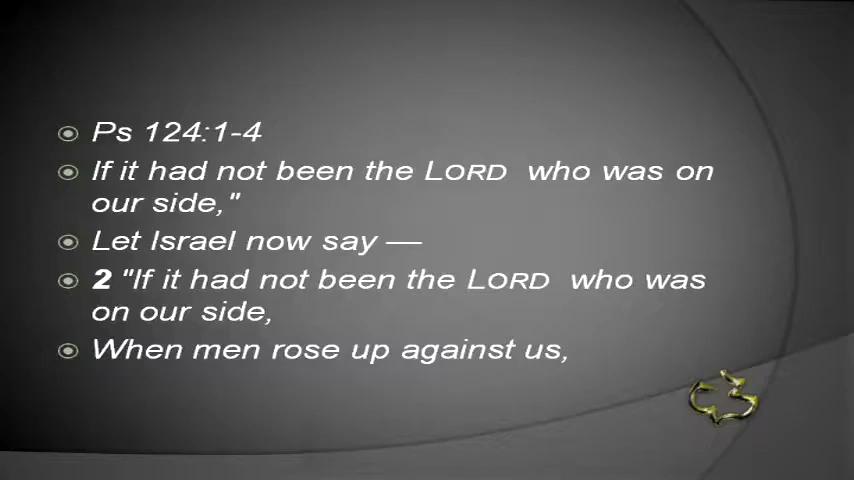 Ps 124:1-4
If it had not been the LORD who was on
our side,"
Let Israel now say —
2 "If it had not been the LORD who was
on our side,
When men rose up against us,